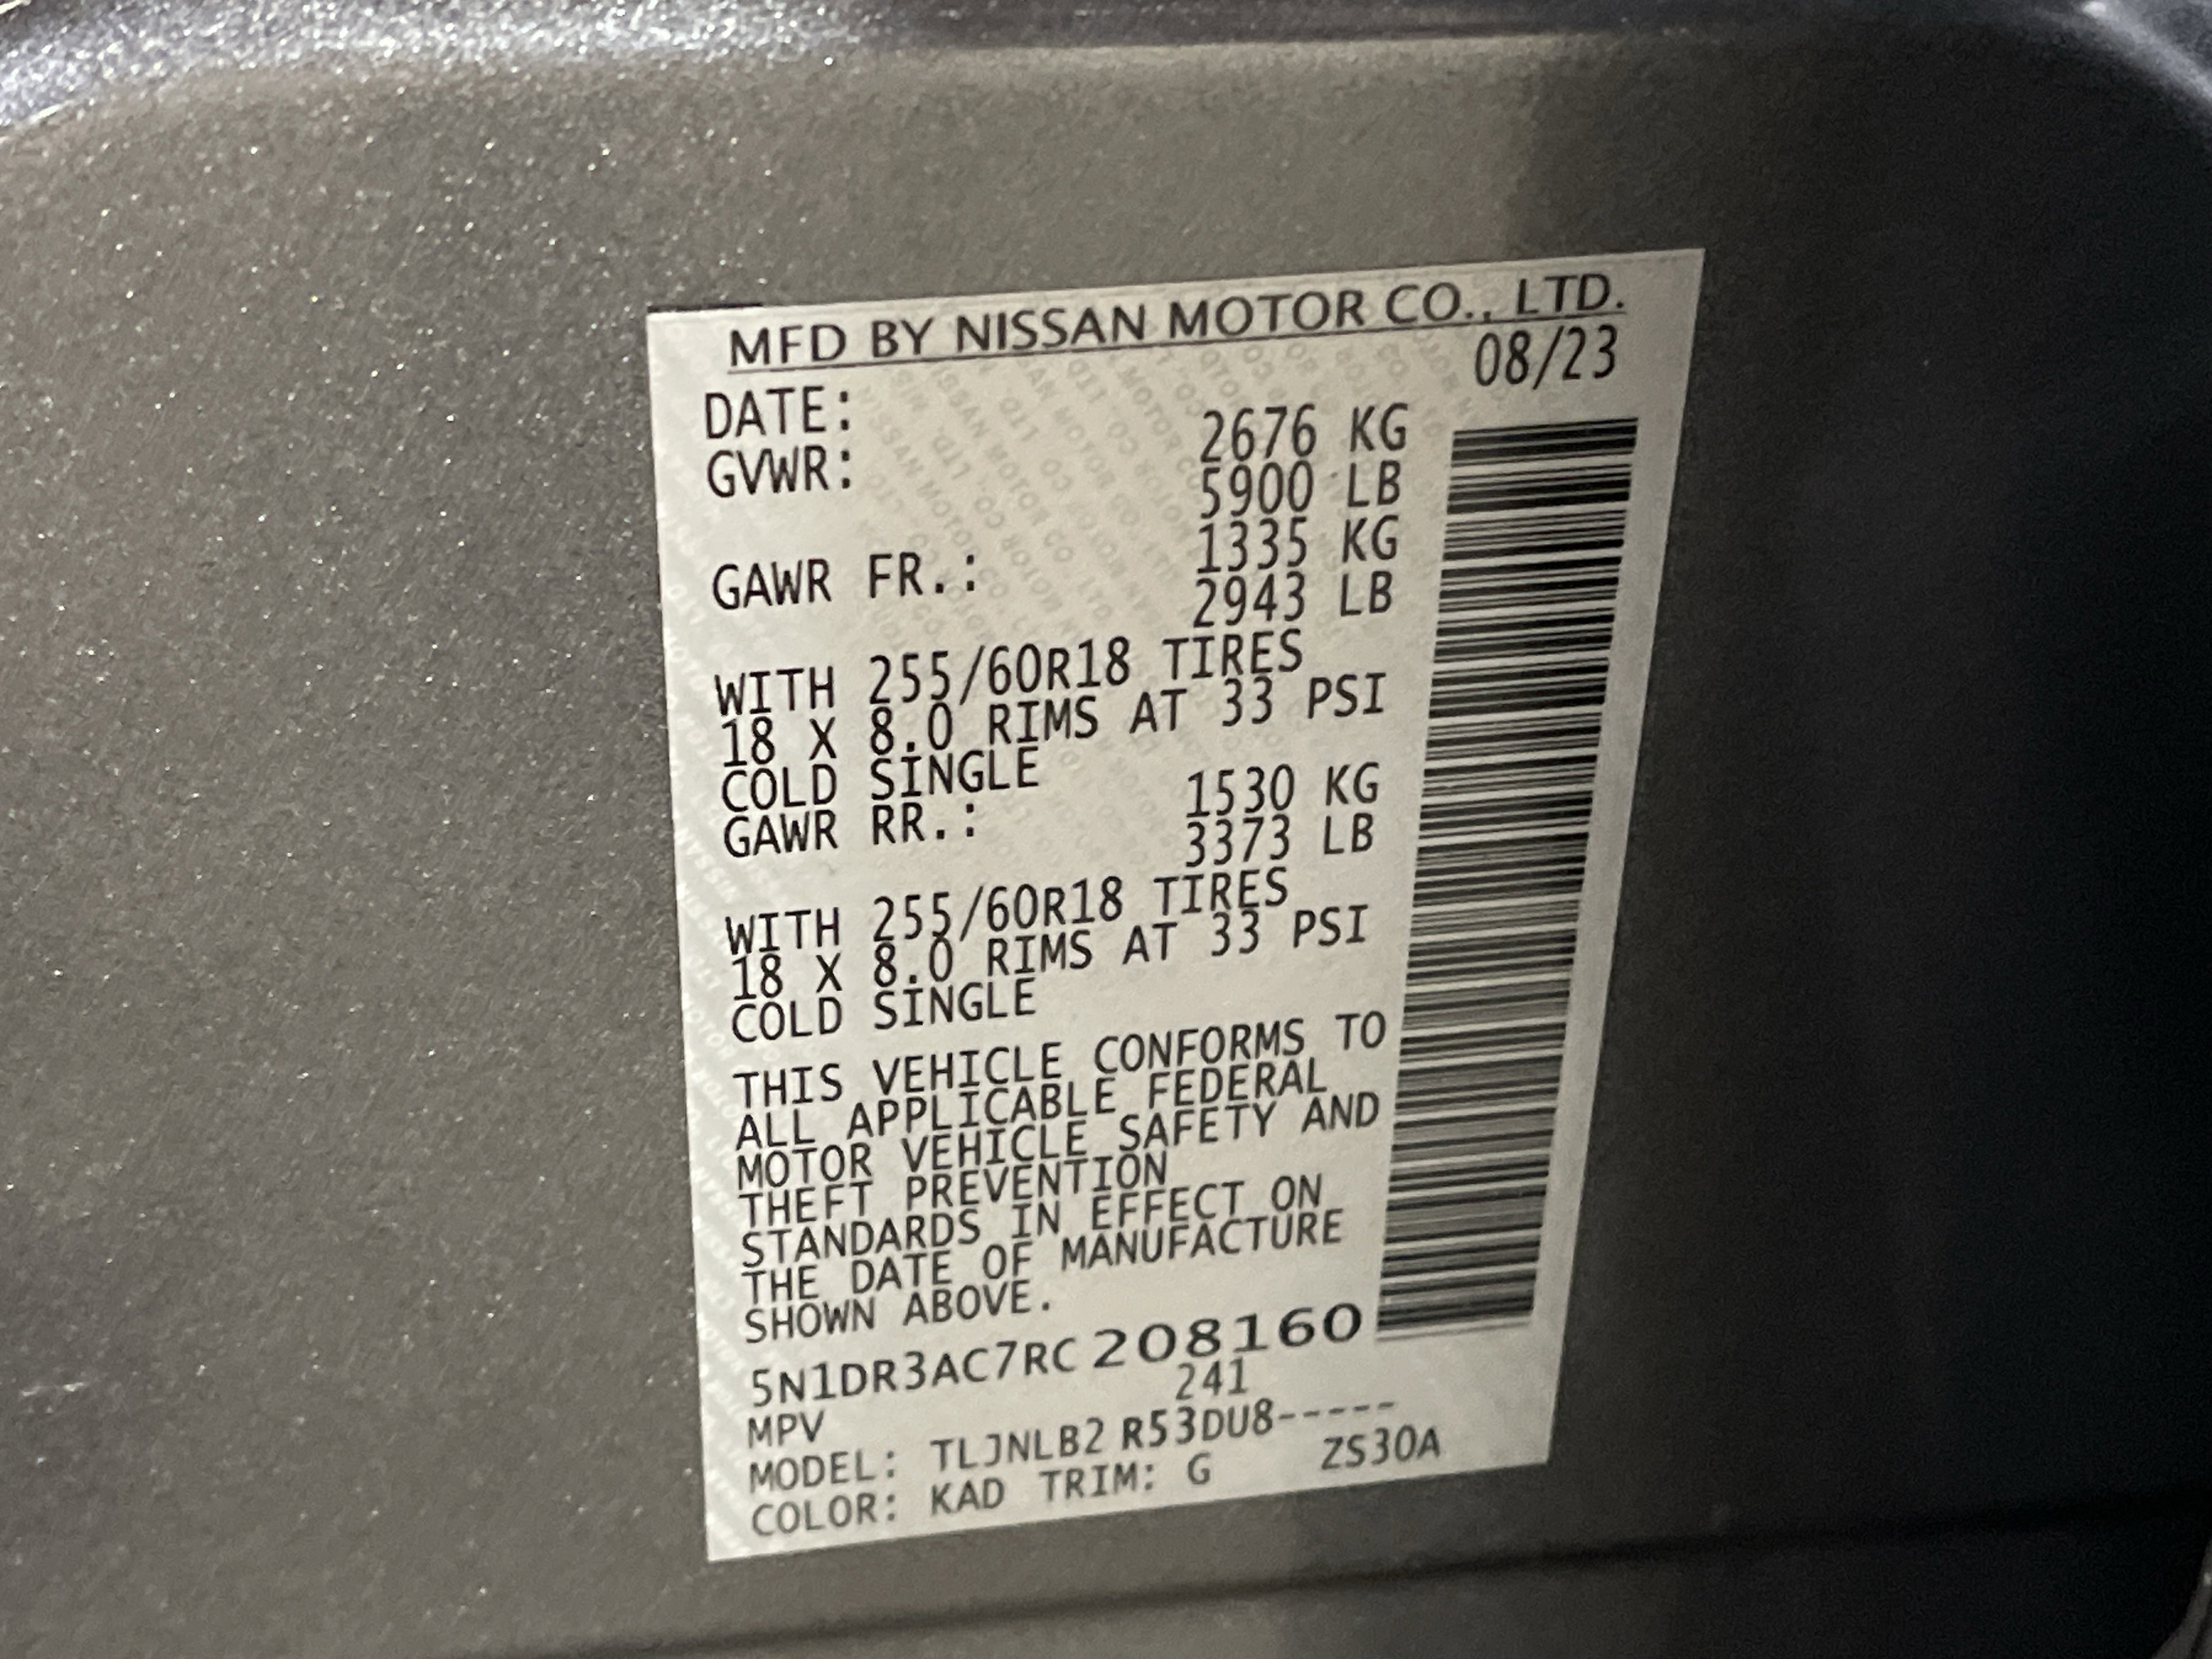 MFD BY NISSAN MOTOR CO., LTD.
DATE: 08/23
GVWR: 2676 KG
5900 LB
GAWR FR.: 1335 KG
2943 LB
WITH 255/60R18 TIRES
18 X 8.0 RIMS AT 33 PSI
COLD SINGLE
GAWR RR.: 1530 KG
3373 LB
WITH 255/60R18 TIRES
18 X 8.0 RIMS AT 33 PSI
COLD SINGLE
THIS VEHICLE CONFORMS TO
ALL APPLICABLE FEDERAL
MOTOR VEHICLE SAFETY AND
THEFT PREVENTION
STANDARDS IN EFFECT ON
THE DATE OF MANUFACTURE
SHOWN ABOVE.
5N1DR3AC7RC 208160
MPV 241
MODEL: TLJNLB2 R53DU8-----
COLOR: KAD TRIM: G ZS30A